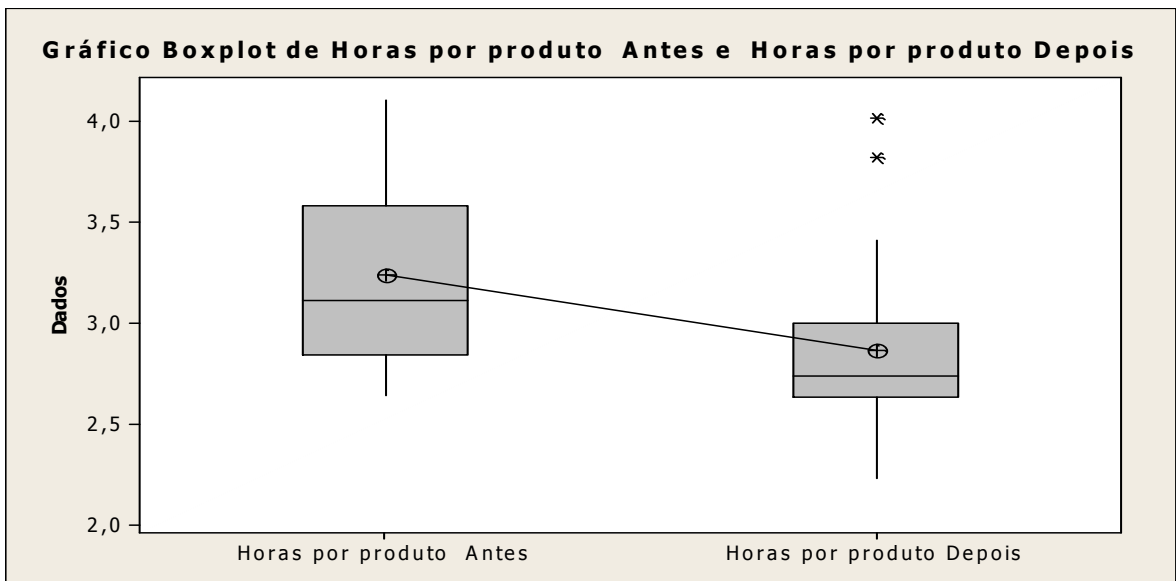 Gráfico Boxplot de Horas por produto Antes e Horas por produto Depois
4,0
3,5
3,0
2,5
2,0
Dados
Horas por produto Antes
Horas por produto Depois